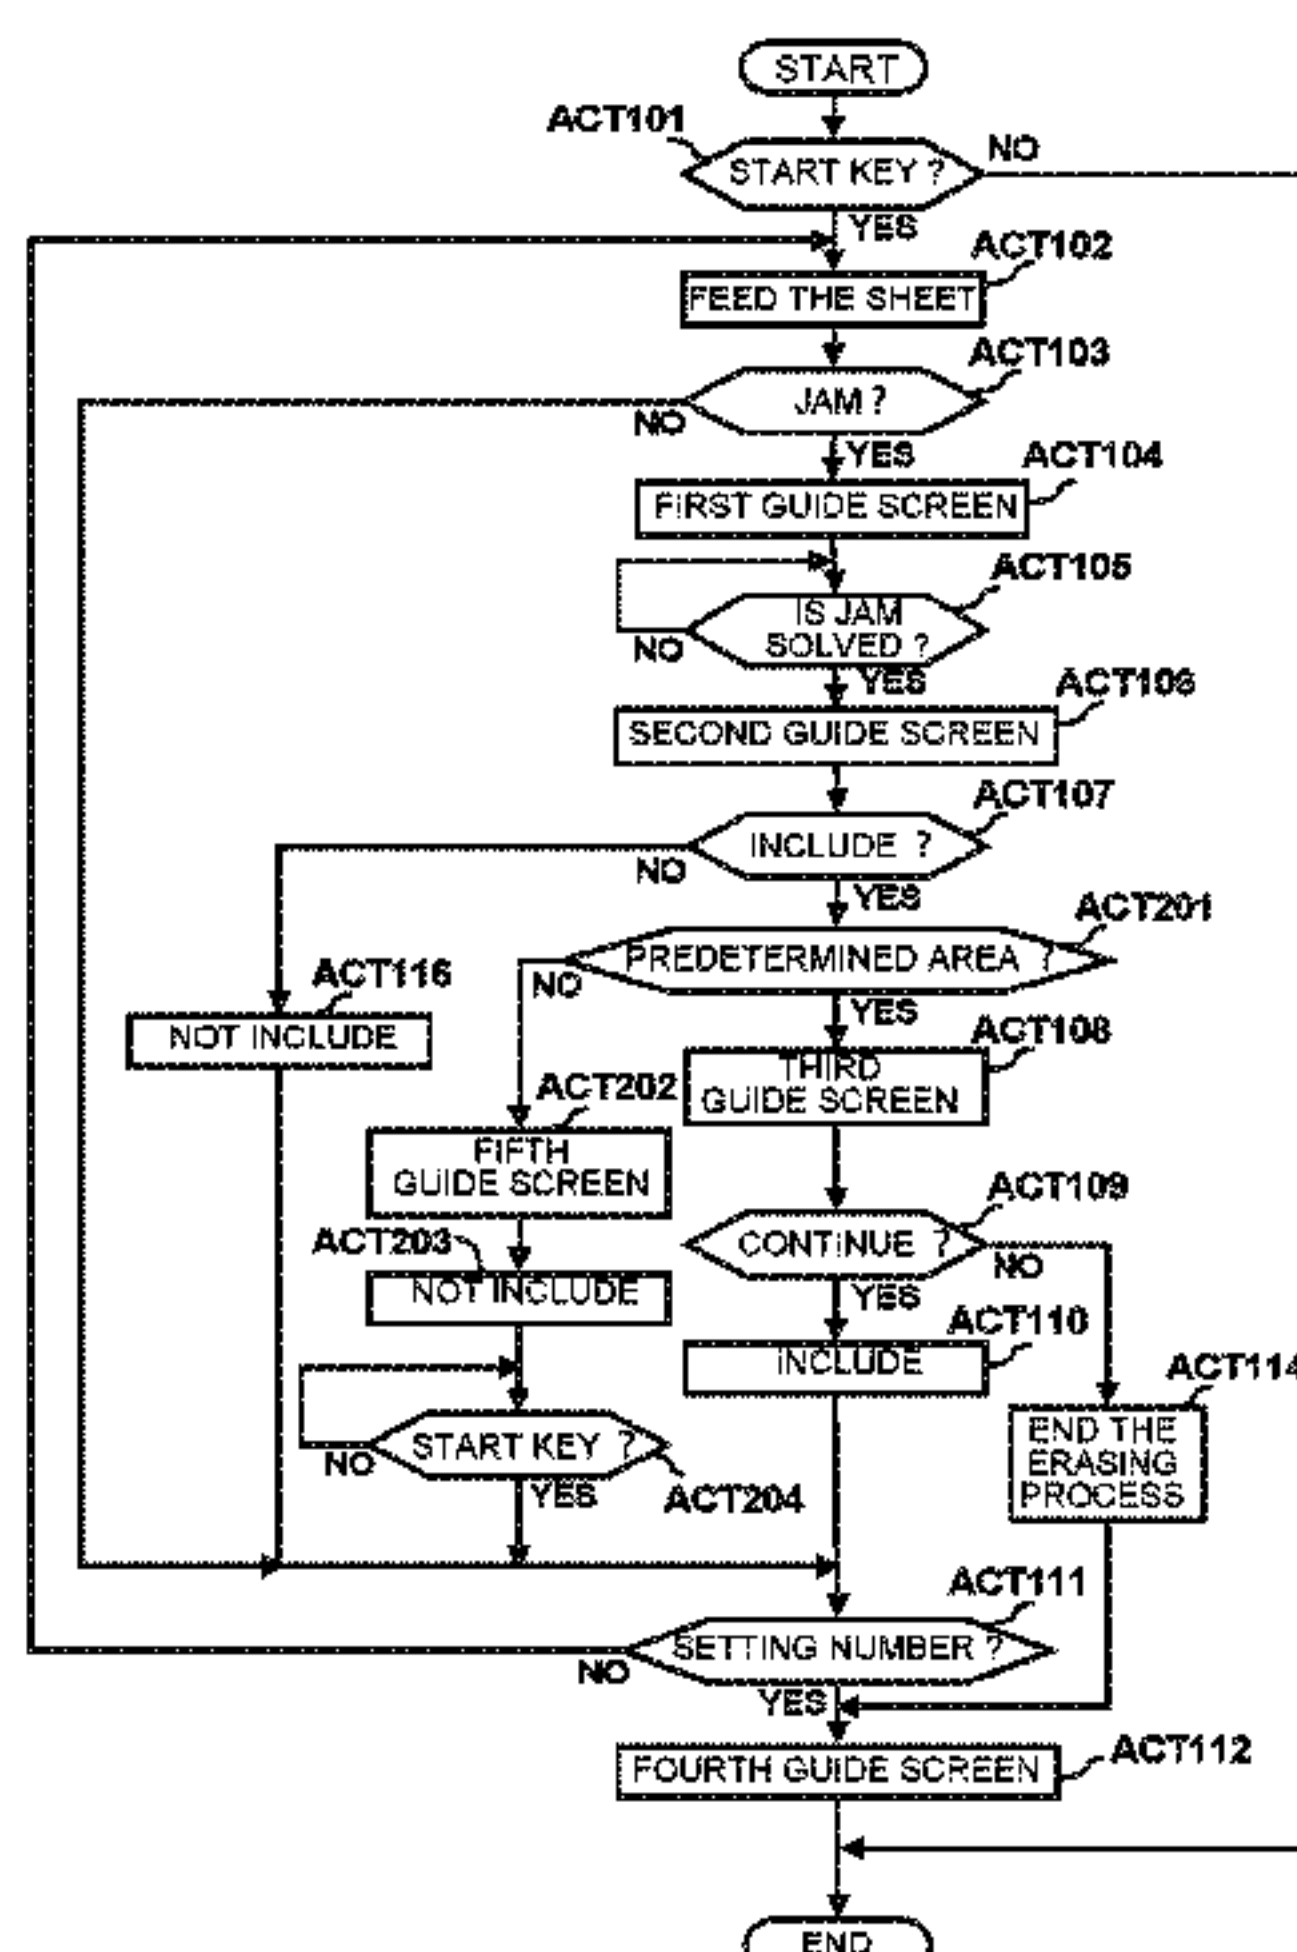 START
ACT101
START KEY ?
NO
YES
ACT102
FEED THE SHEET
ACT103
JAM ?
NO
YES
ACT104
FIRST GUIDE SCREEN
ACT105
IS JAM
SOLVED ?
NO
YES
ACT106
SECOND GUIDE SCREEN
ACT107
INCLUDE ?
NO
YES
ACT201
PREDETERMINED AREA ?
NO
YES
ACT116
NOT INCLUDE
ACT108
THIRD
GUIDE SCREEN
ACT202
FIFTH
GUIDE SCREEN
ACT109
CONTINUE ?
NO
YES
ACT203
NOT INCLUDE
ACT110
INCLUDE
ACT114
END THE
ERASING
PROCESS
START KEY ?
NO
YES
ACT204
ACT111
SETTING NUMBER ?
NO
YES
ACT112
FOURTH GUIDE SCREEN
END